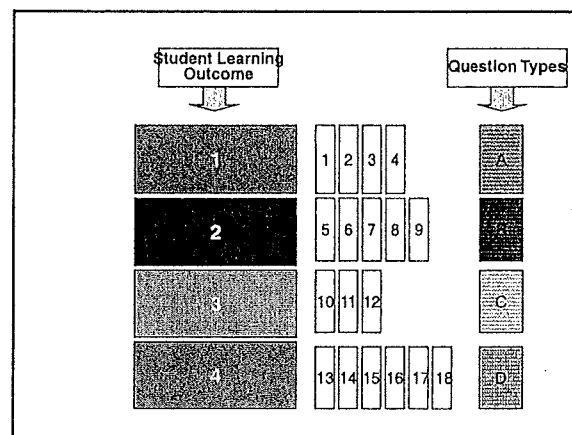 Student Learning
Outcome
Question Types
1
1 2 3 4
A
2
5 6 7 8 9
3
10 11 12
C
4
13 14 15 16 17 18
D